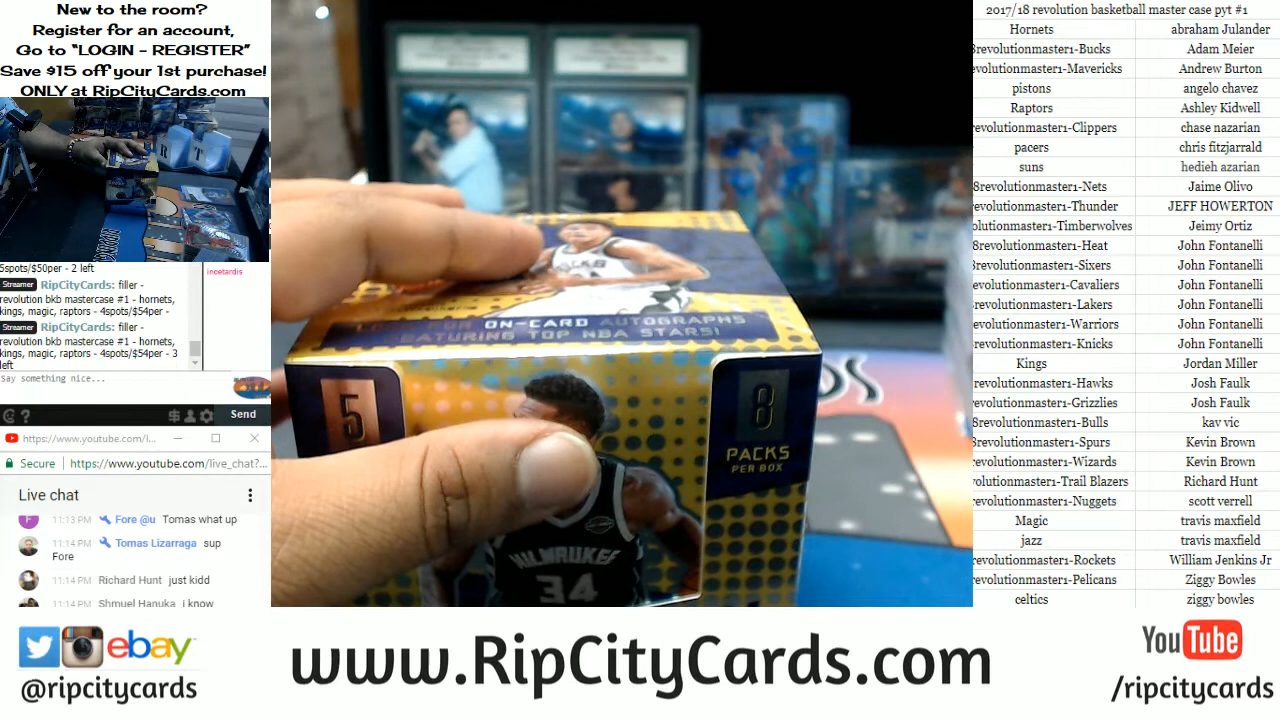 New to the room?
Register for an account,
Go to "LOGIN - REGISTER"
Save $15 off your 1st purchase!
ONLY at RipCityCards.com
5spots/$50per - 2 left
Streamer RipCityCards: filler -
revolution bkb mastercase #1 - hornets,
kings, magic, raptors - 4spots/$54per -
Streamer RipCityCards: filler -
revolution bkb mastercase #1 - hornets,
kings, magic, raptors - 4spots/$54per - 3
left
incetardis
Say something nice...
Send
https://www.youtube.com/l...
Secure https://www.youtube.com/live_chat?...
Live chat
11:13 PM Fore @u Tomas what up
11:14 PM Tomas Lizarraga sup
Fore
11:14 PM Richard Hunt just kidd
11:14 PM Shmuel Hanuka i know
ON-CARD AUTOGRAPHS
FEATURING TOP NBA STARS!
5
8
PACKS
PER BOX
MILWAUKEE
34
2017/18 revolution basketball master case pyt #1
Hornets abraham Julander
8revolutionmaster1-Bucks Adam Meier
evolutionmaster1-Mavericks Andrew Burton
pistons angelo chavez
Raptors Ashley Kidwell
revolutionmaster1-Clippers chase nazarian
pacers chris fitzjarrald
suns hedieh azarian
8revolutionmaster1-Nets Jaime Olivo
revolutionmaster1-Thunder JEFF HOWERTON
olutionmaster1-Timberwolves Jeimy Ortiz
8revolutionmaster1-Heat John Fontanelli
revolutionmaster1-Sixers John Fontanelli
revolutionmaster1-Cavaliers John Fontanelli
revolutionmaster1-Lakers John Fontanelli
revolutionmaster1-Warriors John Fontanelli
revolutionmaster1-Knicks John Fontanelli
Kings Jordan Miller
revolutionmaster1-Hawks Josh Faulk
revolutionmaster1-Grizzlies Josh Faulk
8revolutionmaster1-Bulls kav vic
revolutionmaster1-Spurs Kevin Brown
revolutionmaster1-Wizards Kevin Brown
volutionmaster1-Trail Blazers Richard Hunt
revolutionmaster1-Nuggets scott verrell
Magic travis maxfield
jazz travis maxfield
revolutionmaster1-Rockets William Jenkins Jr
revolutionmaster1-Pelicans Ziggy Bowles
celtics ziggy bowles
ebay
@ripcitycards
www.RipCityCards.com
YouTube
/ripcitycards